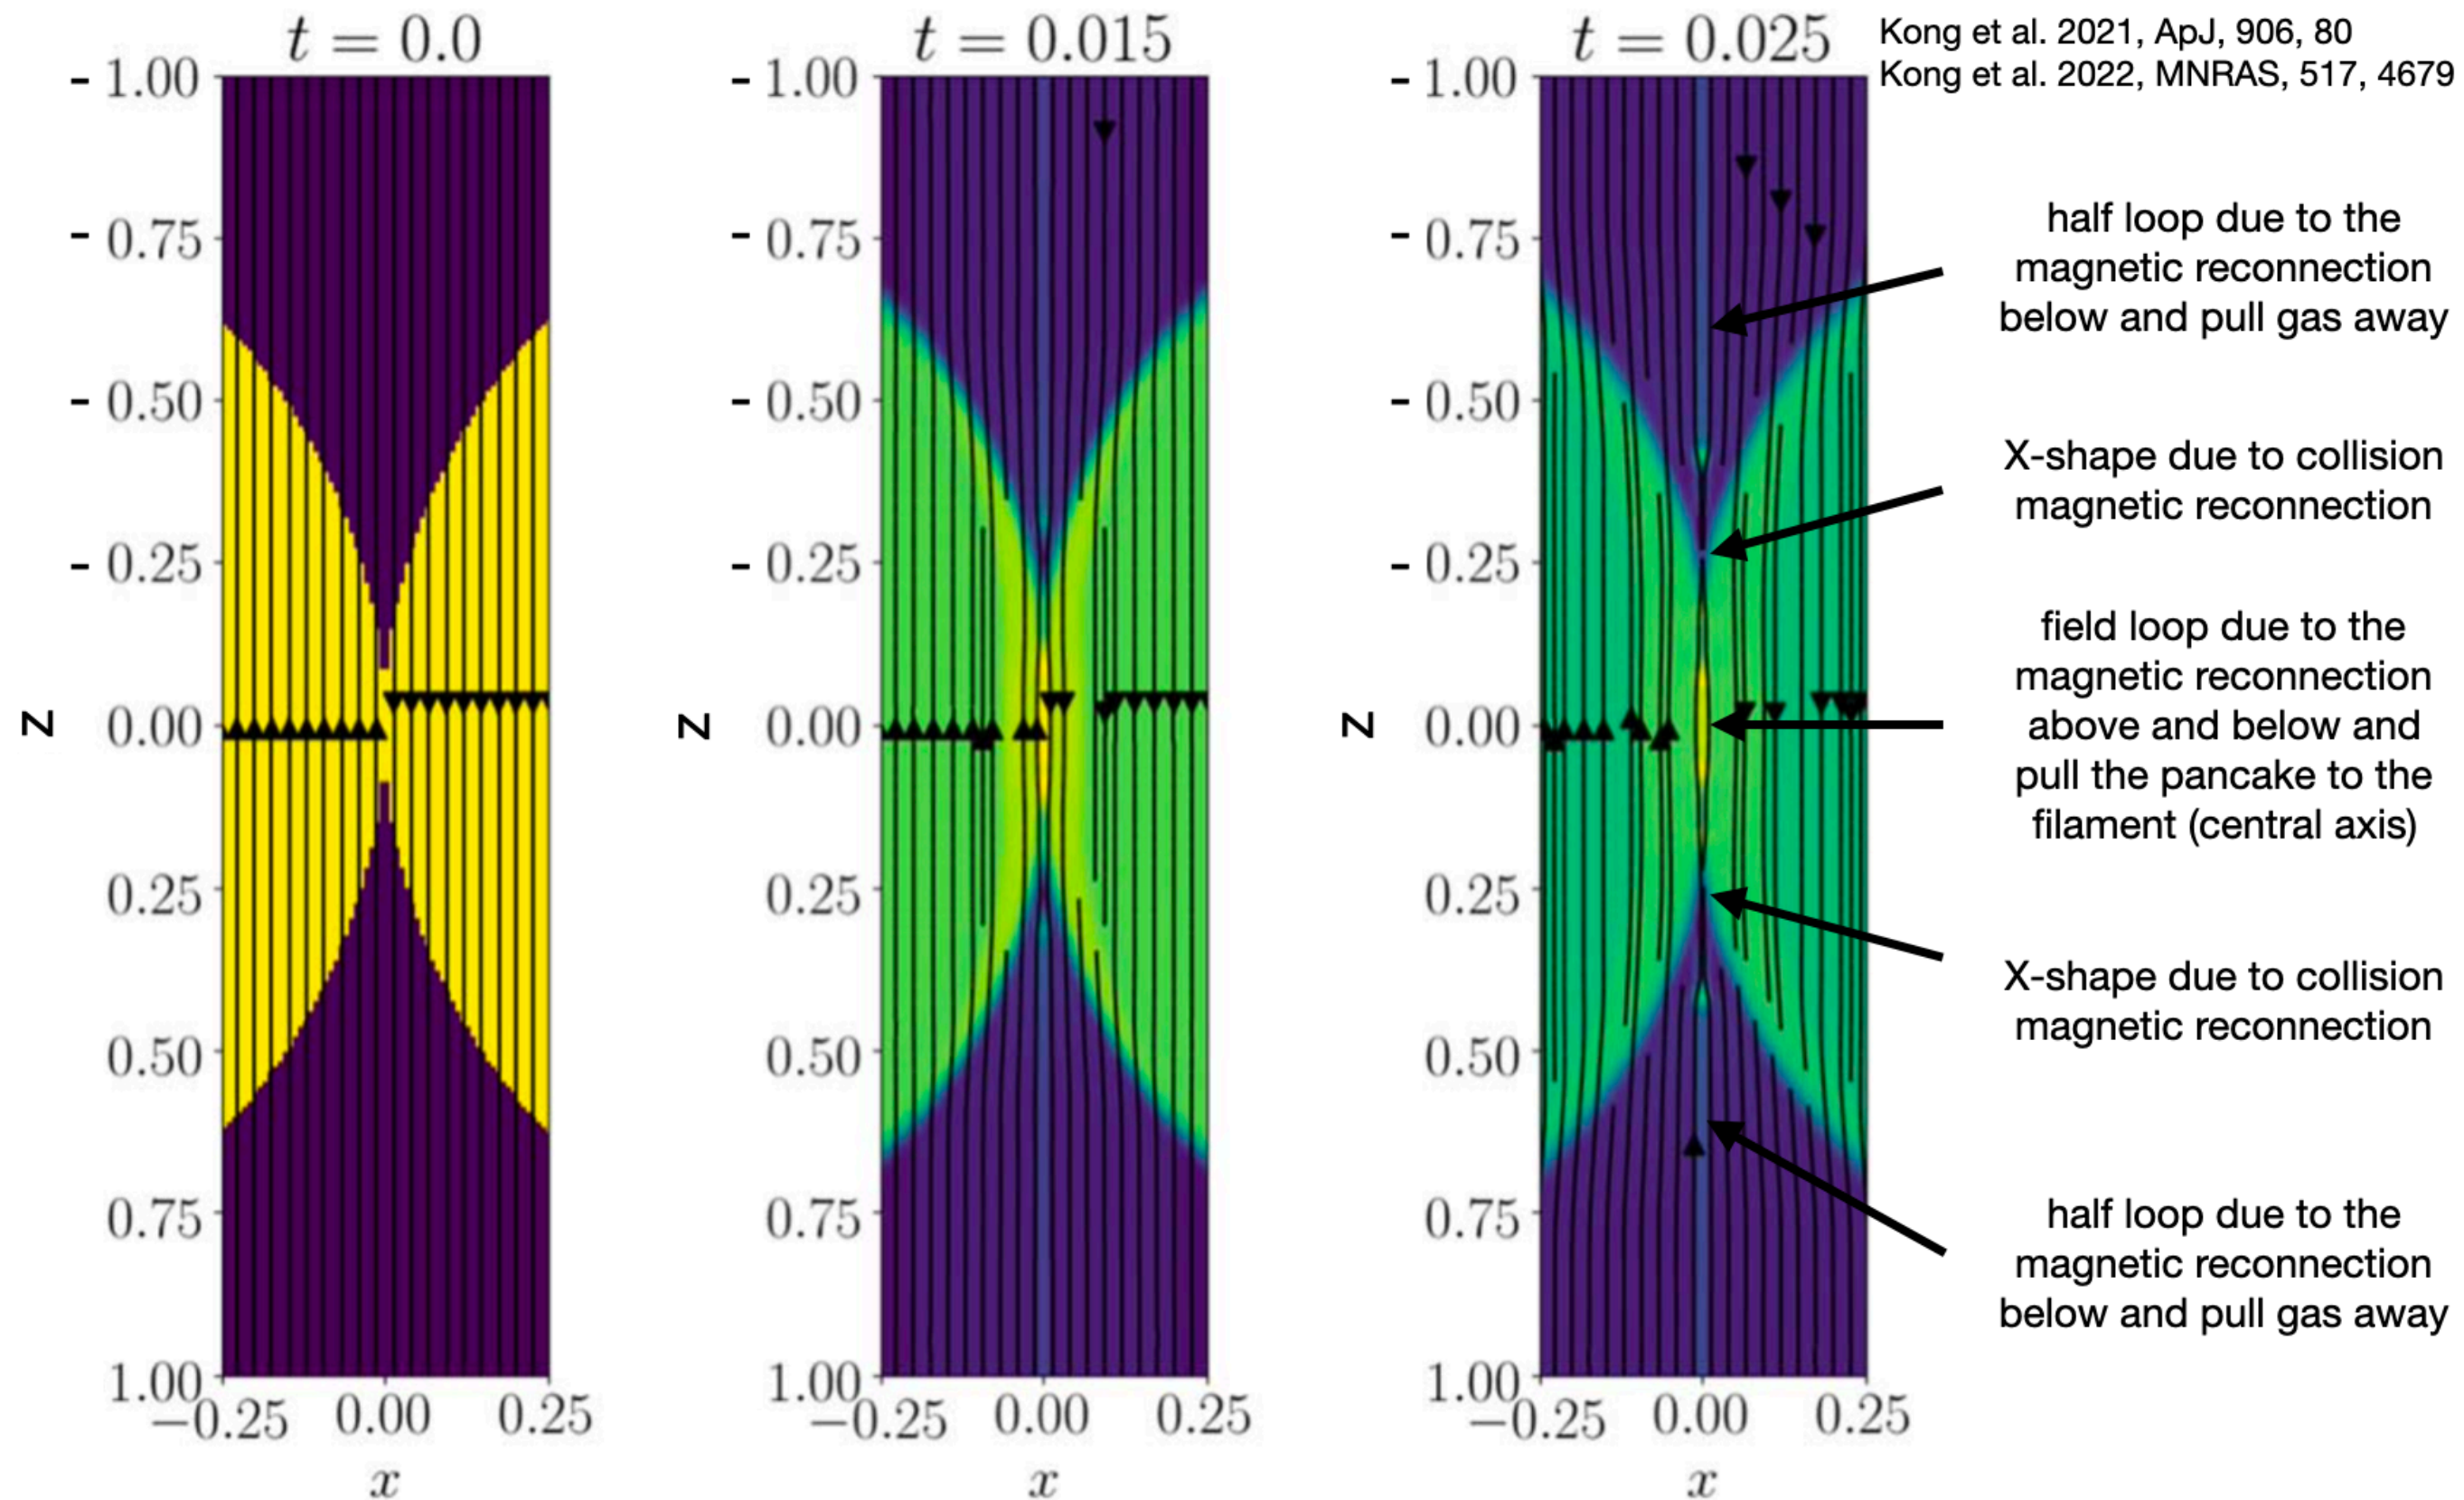 t = 0.0
- 1.00
- 0.75
- 0.50
- 0.25
z
0.00
0.25
0.50
0.75
1.00
−0.25 0.00 0.25
x
t = 0.015
- 1.00
- 0.75
- 0.50
- 0.25
z
0.00
0.25
0.50
0.75
1.00
−0.25 0.00 0.25
x
t = 0.025
- 1.00
- 0.75
- 0.50
- 0.25
z
0.00
0.25
0.50
0.75
1.00
−0.25 0.00 0.25
x
Kong et al. 2021, ApJ, 906, 80
Kong et al. 2022, MNRAS, 517, 4679
half loop due to the
magnetic reconnection
below and pull gas away
X-shape due to collision
magnetic reconnection
field loop due to the
magnetic reconnection
above and below and
pull the pancake to the
filament (central axis)
X-shape due to collision
magnetic reconnection
half loop due to the
magnetic reconnection
below and pull gas away